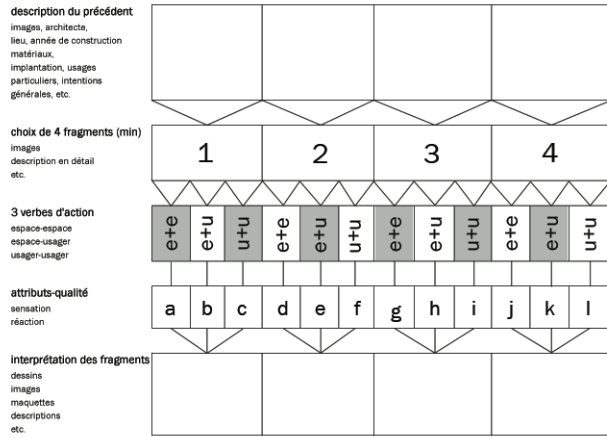 description du précédent
images, architecte,
lieu, année de construction
matériaux,
implantation, usages
particuliers, intentions
générales, etc.
choix de 4 fragments (min)
images
description en détail
etc.
1 2 3 4
3 verbes d'action
espace-espace
espace-usager
usager-usager
e+e e+u u+u e+e e+u u+u e+e e+u u+u e+e e+u u+u
attributs-qualité
sensation
réaction
a b c d e f g h i j k l
interprétation des fragments
dessins
images
maquettes
descriptions
etc.